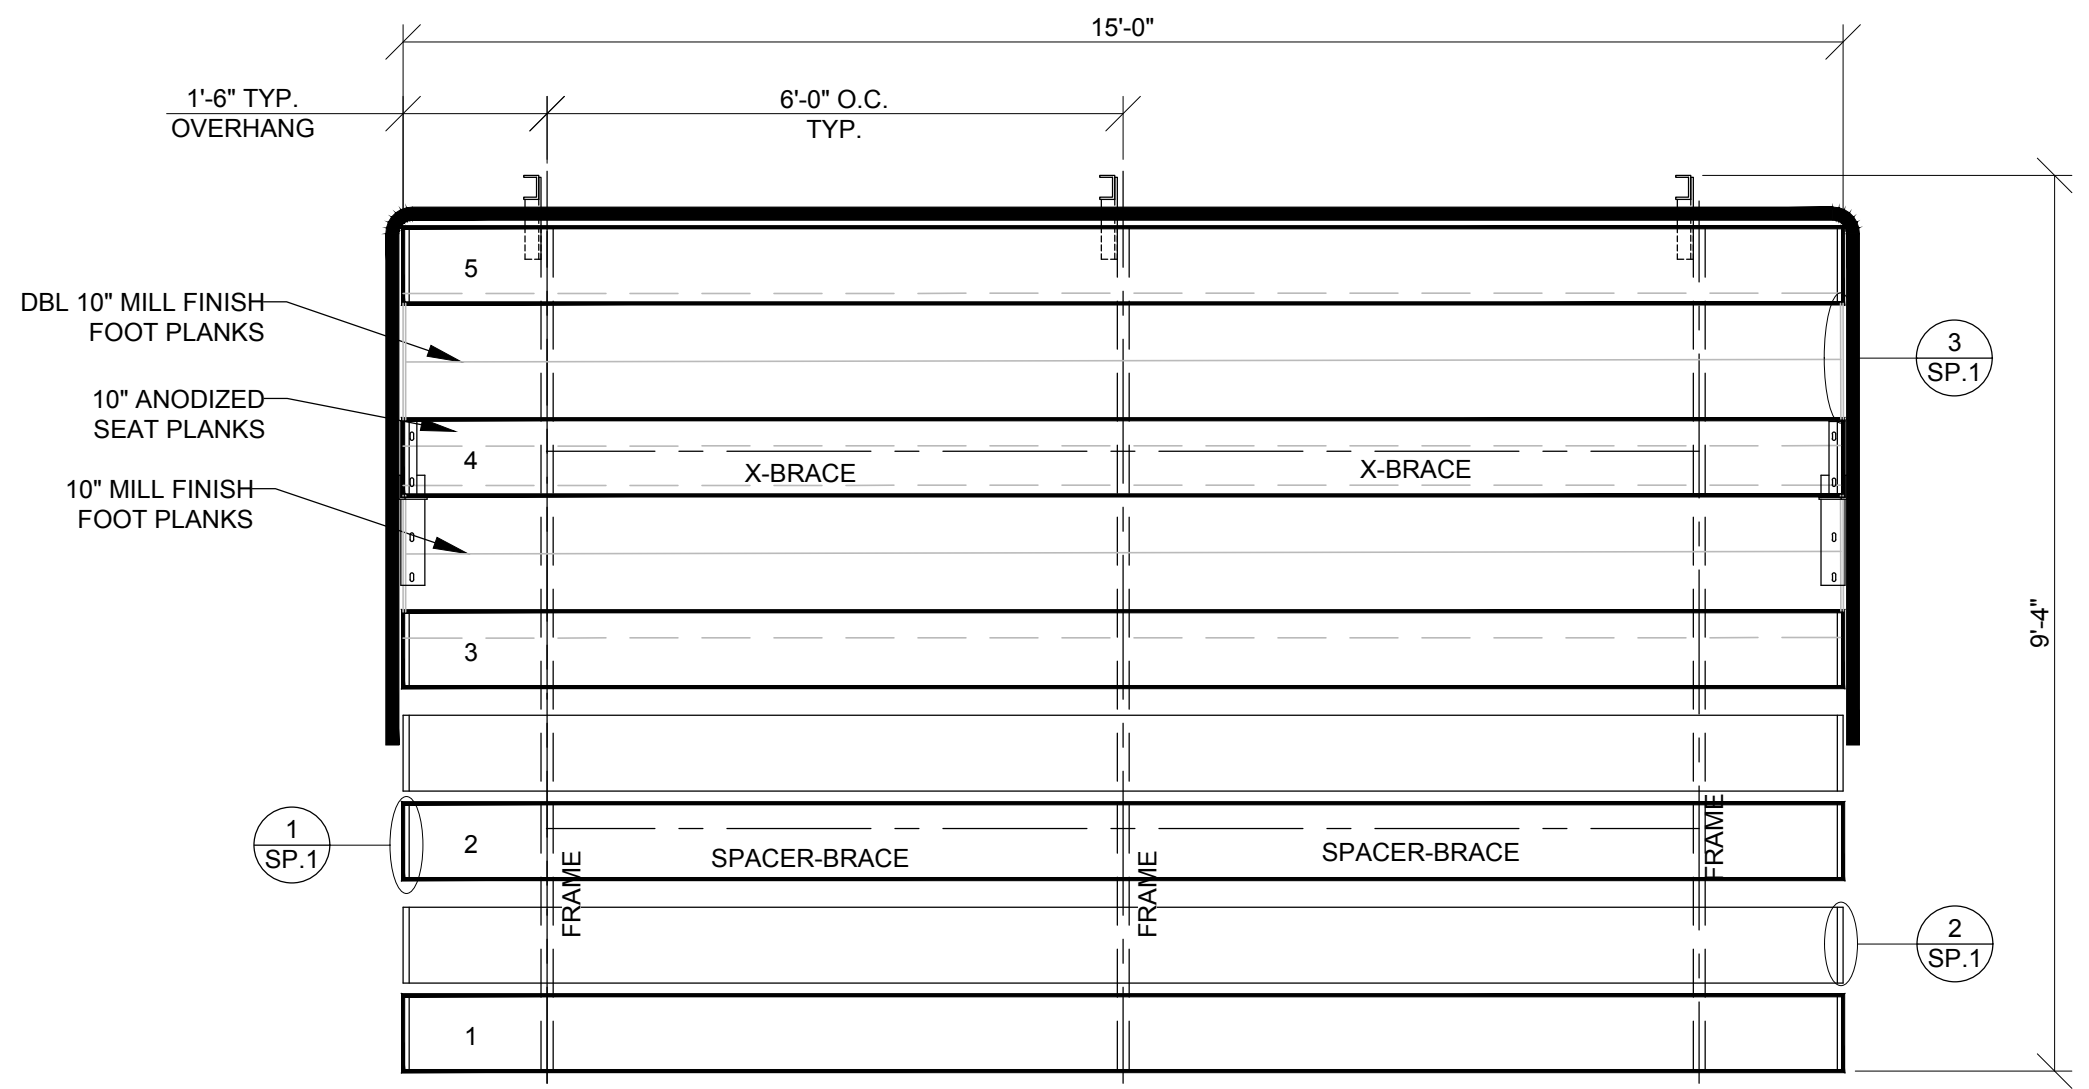 15'-0"
1'-6" TYP.
OVERHANG
6'-0" O.C.
TYP.
5
DBL 10" MILL FINISH
FOOT PLANKS
3
SP.1
10" ANODIZED
SEAT PLANKS
4
X-BRACE
X-BRACE
10" MILL FINISH
FOOT PLANKS
9'-4"
3
1
SP.1
2
SPACER-BRACE
SPACER-BRACE
FRAME
FRAME
FRAME
2
SP.1
1